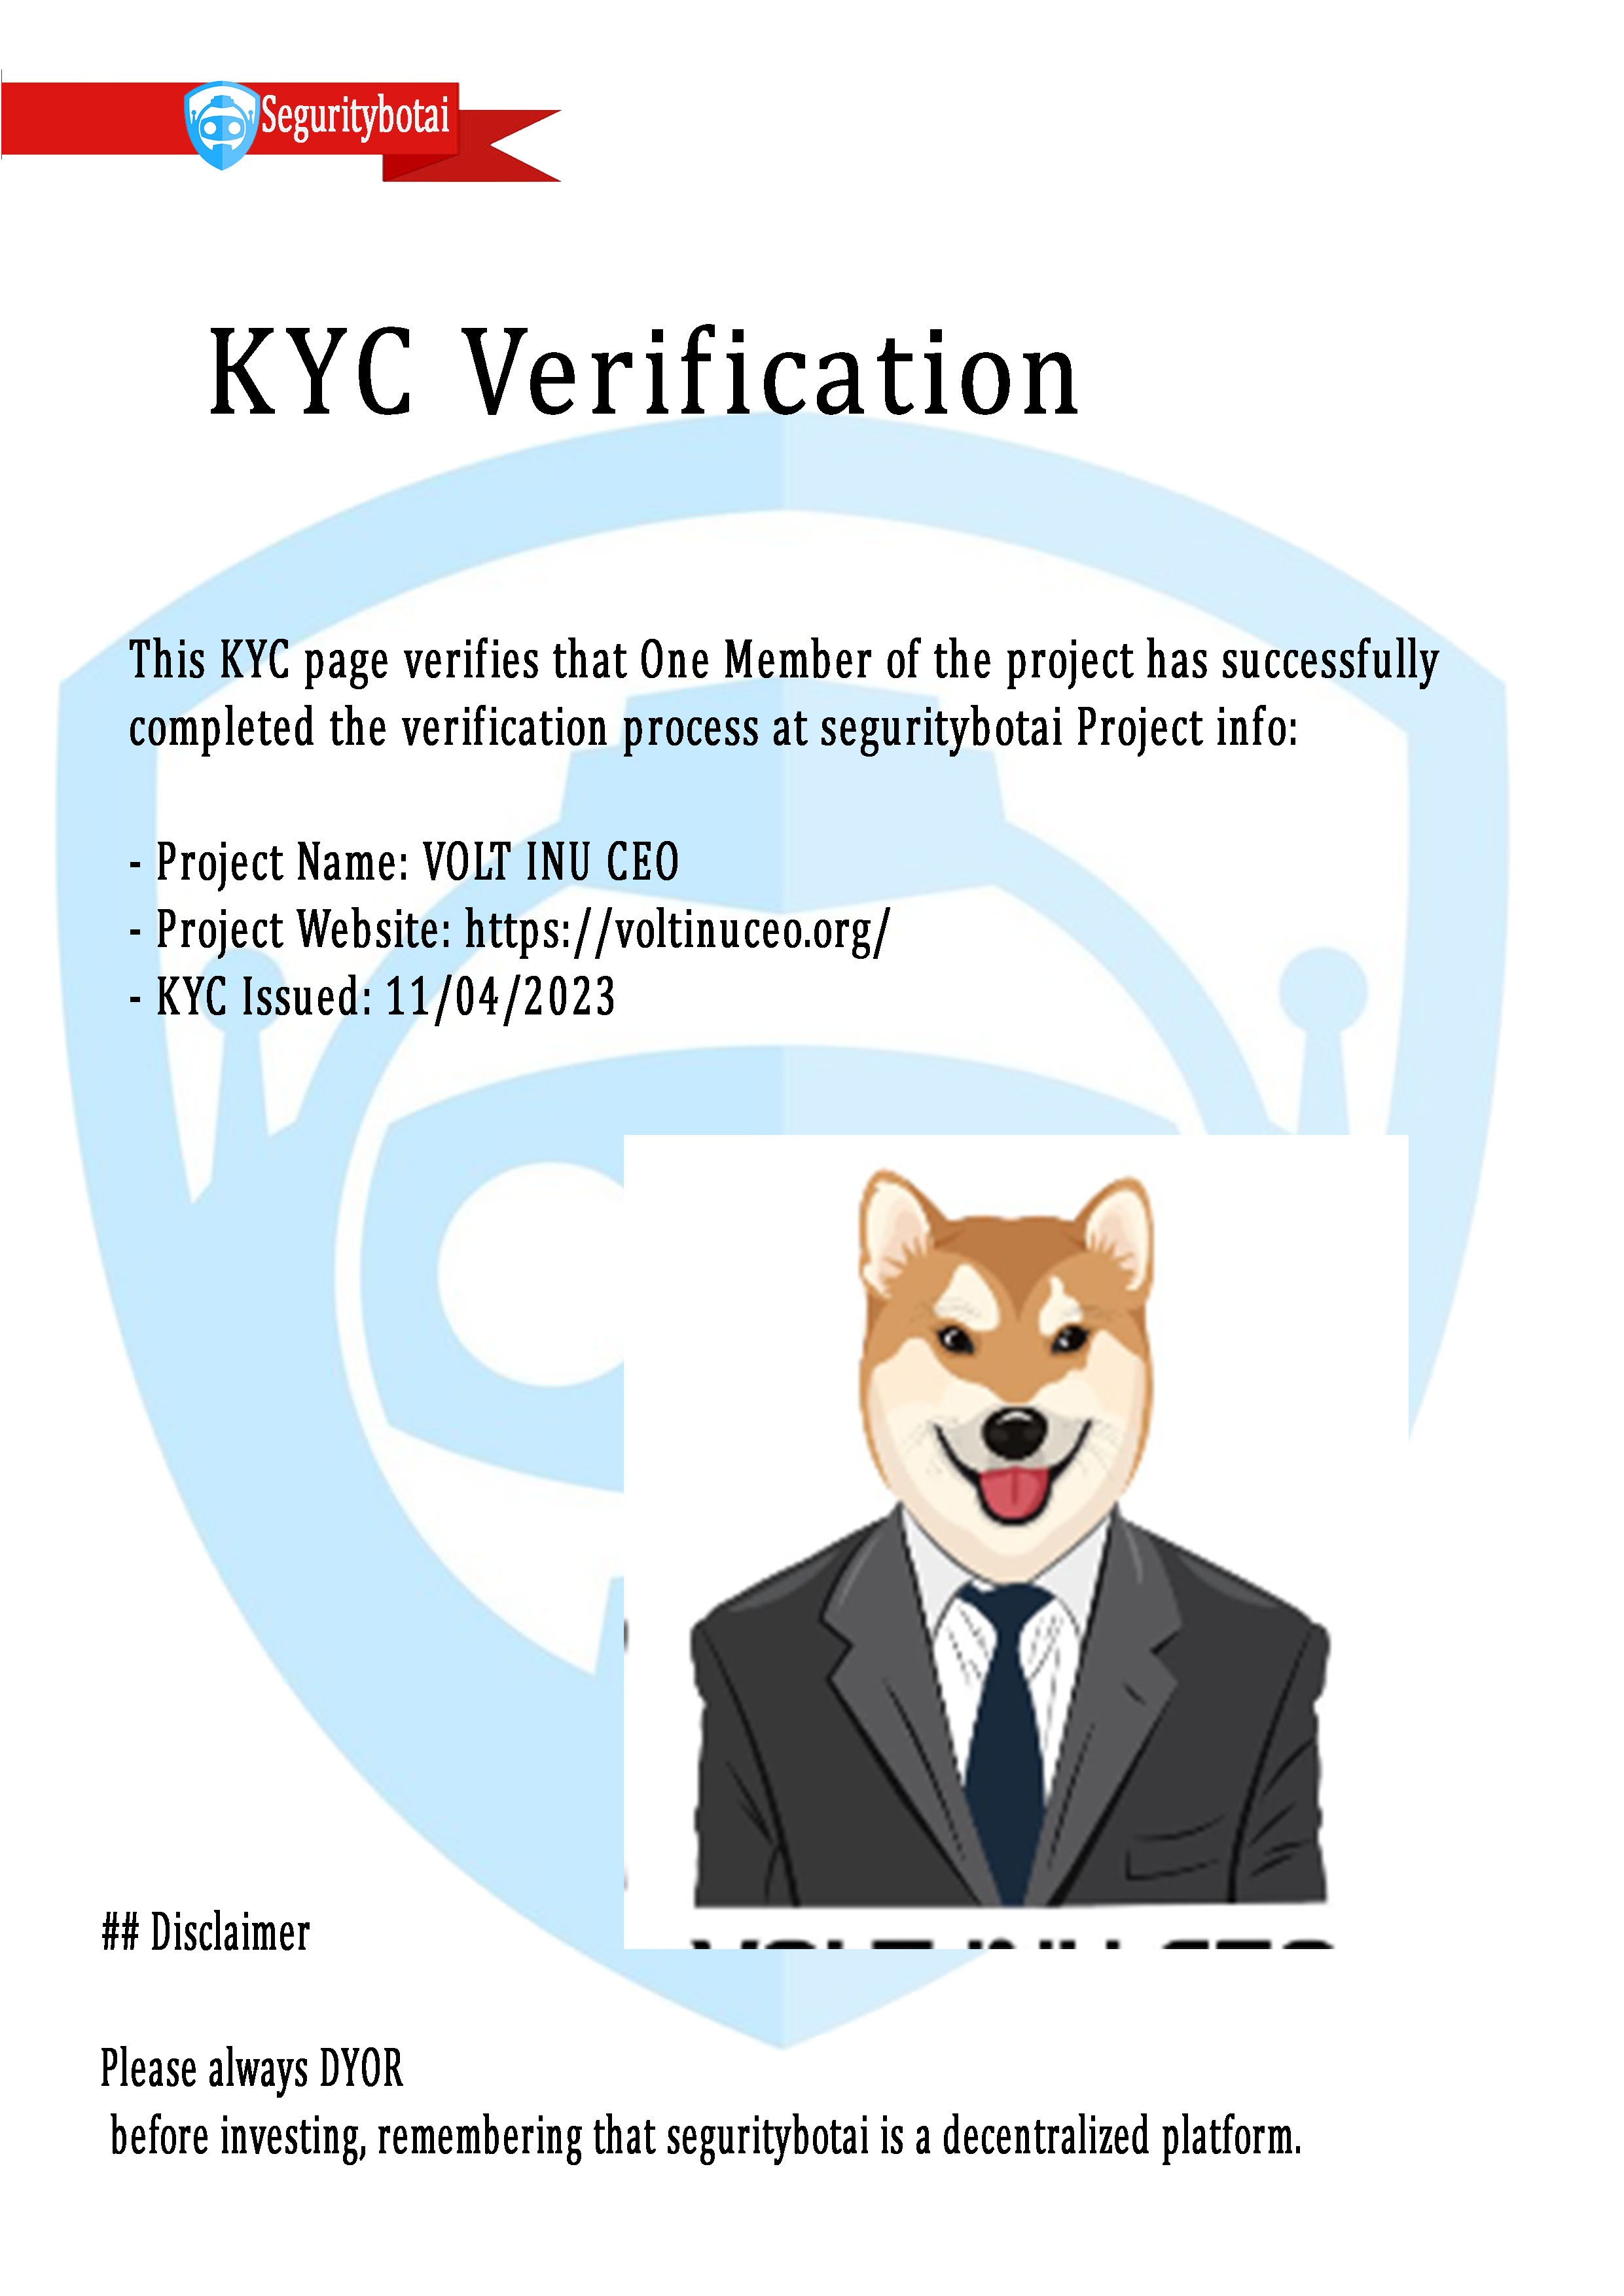 Seguritybotai
KYC Verification
This KYC page verifies that One Member of the project has successfully
completed the verification process at seguritybotai Project info:
- Project Name: VOLT INU CEO
- Project Website: https://voltinuceo.org/
- KYC Issued: 11/04/2023
## Disclaimer
Please always DYOR
before investing, remembering that seguritybotai is a decentralized platform.